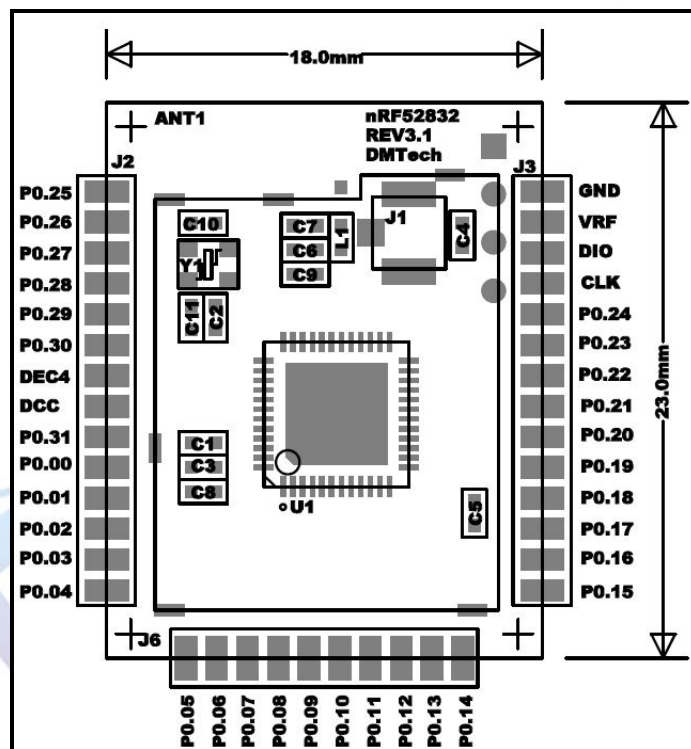 18.0mm
ANT1
nRF52832
REV3.1
DMTech
J2
J3
P0.25
P0.26
P0.27
P0.28
P0.29
P0.30
DEC4
DCC
P0.31
P0.00
P0.01
P0.02
P0.03
P0.04
C10
Y1
C11
C2
C7
C6
C9
L1
J1
C4
C1
C3
C8
U1
C5
GND
VRF
DIO
CLK
P0.24
P0.23
P0.22
P0.21
P0.20
P0.19
P0.18
P0.17
P0.16
P0.15
23.0mm
J6
P0.05
P0.06
P0.07
P0.08
P0.09
P0.10
P0.11
P0.12
P0.13
P0.14